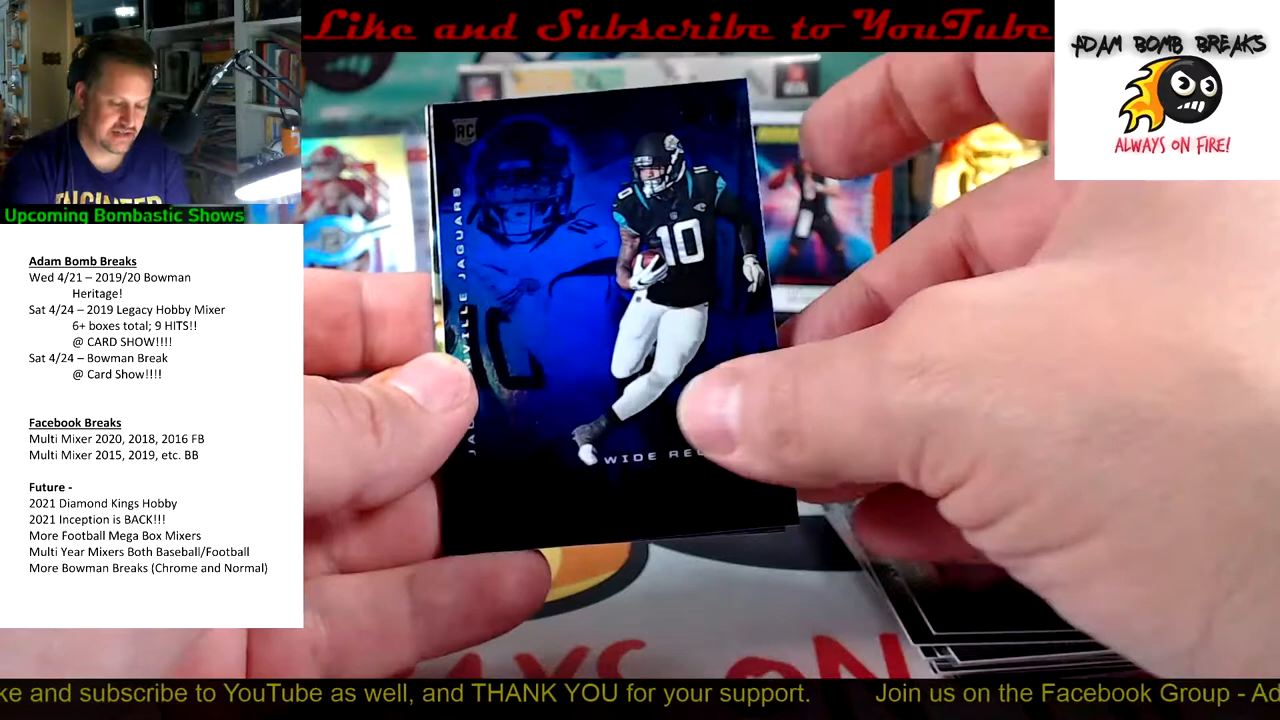 Like and Subscribe to YouTube
ADAM BOMB BREAKS
ALWAYS ON FIRE!
ENGINEER
Upcoming Bombastic Shows
Adam Bomb Breaks
Wed 4/21 – 2019/20 Bowman
Heritage!
Sat 4/24 – 2019 Legacy Hobby Mixer
6+ boxes total; 9 HITS!!
@ CARD SHOW!!!!
Sat 4/24 – Bowman Break
@ Card Show!!!!
Facebook Breaks
Multi Mixer 2020, 2018, 2016 FB
Multi Mixer 2015, 2019, etc. BB
Future -
2021 Diamond Kings Hobby
2021 Inception is BACK!!!
More Football Mega Box Mixers
Multi Year Mixers Both Baseball/Football
More Bowman Breaks (Chrome and Normal)
RC
10
WIDE REC
ON
ke and subscribe to YouTube as well, and THANK YOU for your support. Join us on the Facebook Group - Ad